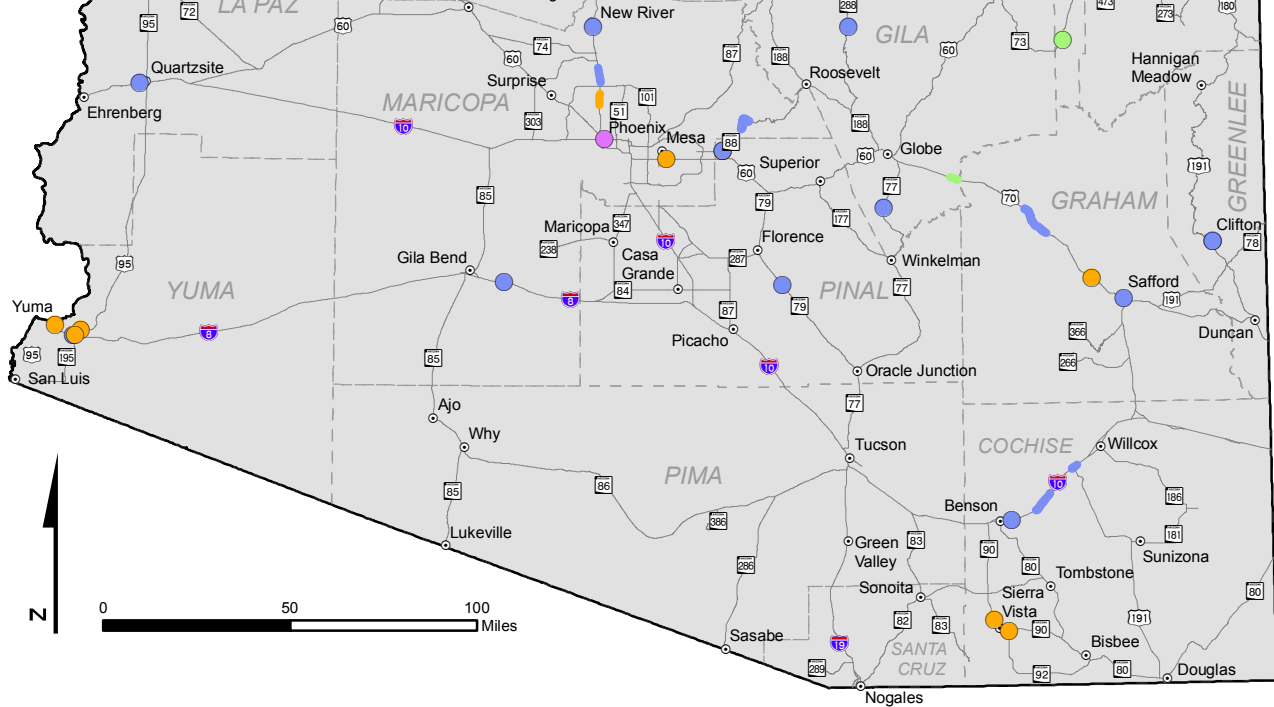 LA PAZ
72
95
60
New River
288
GILA
473
273
180
74
60
87
188
60
73
Hannigan
Meadow
Quartzsite
Surprise
Roosevelt
Ehrenberg
MARICOPA
10
303
51
101
Phoenix
Mesa
88
188
GREENLEE
60
Globe
Superior
60
77
191
85
79
177
70
GRAHAM
Maricopa
347
238
10
Florence
Clifton
78
95
Gila Bend
Casa
Grande
287
Winkelman
YUMA
84
8
PINAL
77
Safford
191
Yuma
8
87
79
Duncan
95
195
Picacho
366
85
266
San Luis
10
Oracle Junction
Ajo
77
Why
Tucson
COCHISE
Willcox
PIMA
86
85
10
186
386
Benson
181
Lukeville
83
90
Green
Valley
Sunizona
286
80
Tombstone
80
Sonoita
Sierra
Vista
N
0
50
100
Miles
82
83
90
191
Sasabe
19
SANTA
CRUZ
Bisbee
289
92
80
Douglas
Nogales